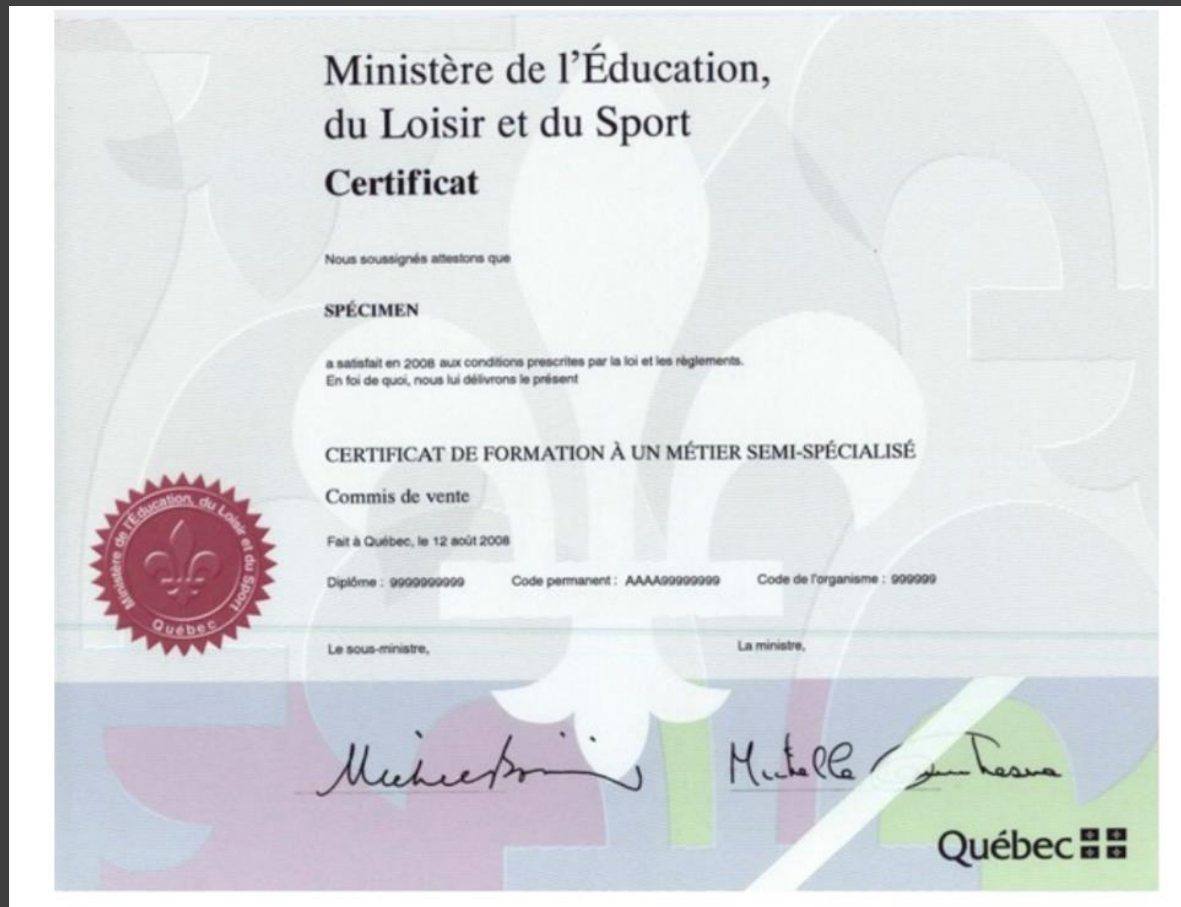 Ministère de l'Éducation,
du Loisir et du Sport
Certificat
Nous soussignés attestons que
SPÉCIMEN
a satisfait en 2008 aux conditions prescrites par la loi et les règlements.
En foi de quoi, nous lui délivrons le présent
CERTIFICAT DE FORMATION À UN MÉTIER SEMI-SPÉCIALISÉ
Commis de vente
Fait à Québec, le 12 août 2008
Diplôme : 9999999999 Code permanent : AAAA99999999 Code de l'organisme : 999999
Ministère de l'Éducation, du Loisir et du Sport
Québec
Le sous-ministre, La ministre,
Michelle
Québec